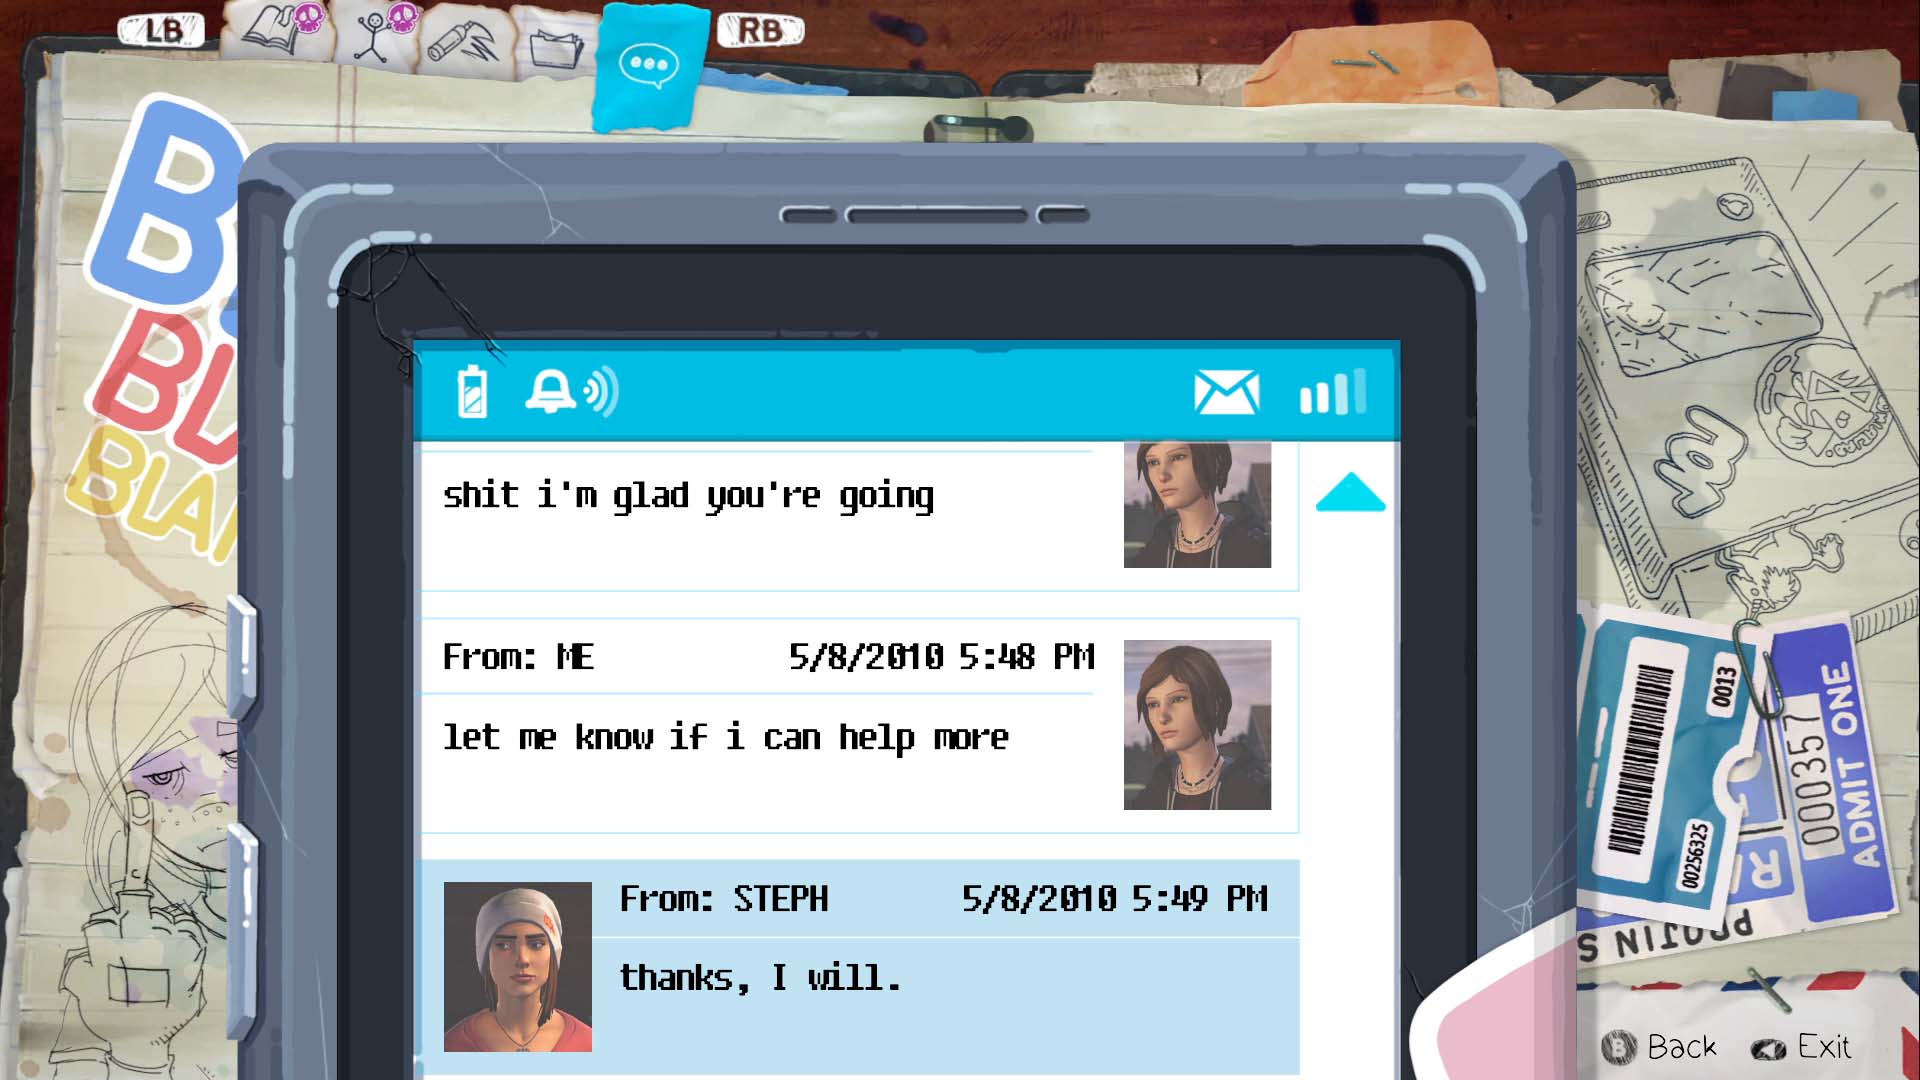 LB
RB
B
BL
BLA
shit i'm glad you're going
From: ME 5/8/2010 5:48 PM
let me know if i can help more
From: STEPH 5/8/2010 5:49 PM
thanks, I will.
0013
00256325
000357
ADMIT ONE
B Back
Exit